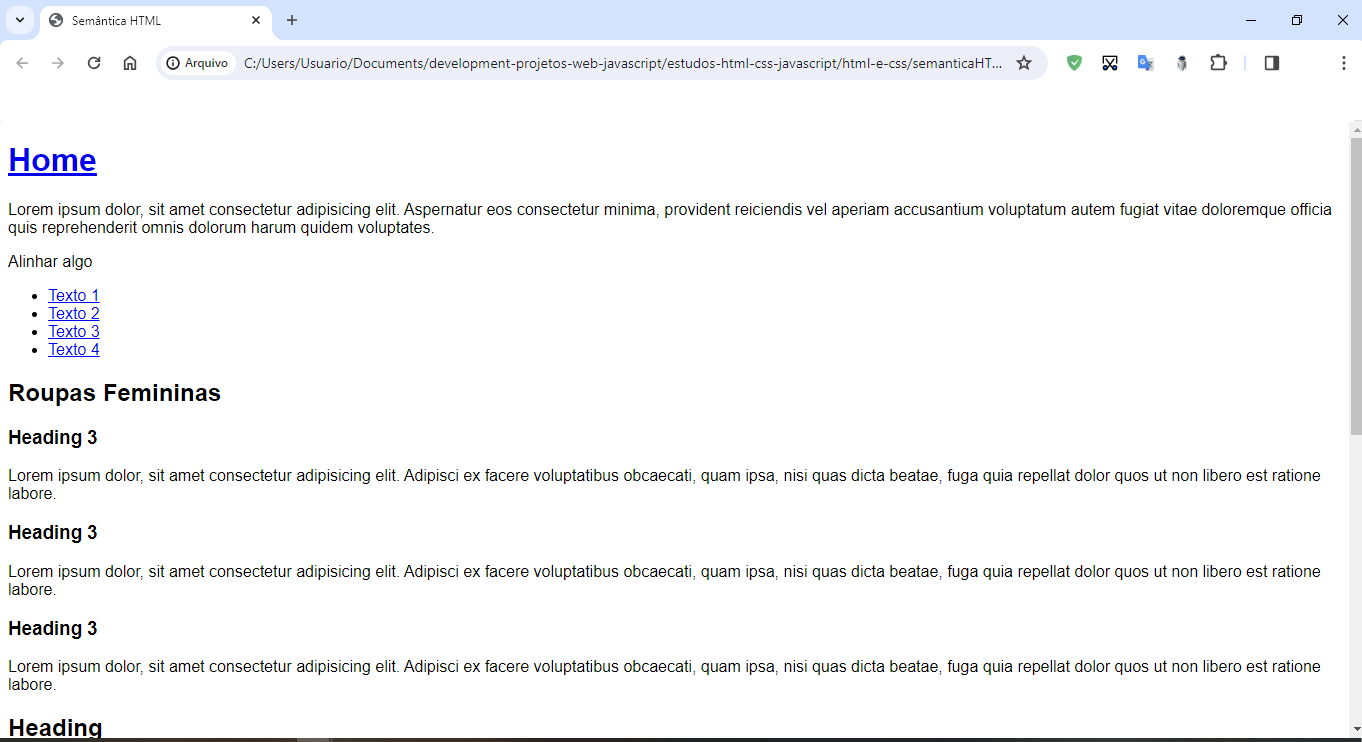 Semântica HTML
Arquivo
C:/Users/Usuario/Documents/development-projetos-web-javascript/estudos-html-css-javascript/html-e-css/semanticaHT...
Home
Lorem ipsum dolor, sit amet consectetur adipisicing elit. Aspernatur eos consectetur minima, provident reiciendis vel aperiam accusantium voluptatum autem fugiat vitae doloremque officia
quis reprehenderit omnis dolorum harum quidem voluptates.
Alinhar algo
Texto 1
Texto 2
Texto 3
Texto 4
Roupas Femininas
Heading 3
Lorem ipsum dolor, sit amet consectetur adipisicing elit. Adipisci ex facere voluptatibus obcaecati, quam ipsa, nisi quas dicta beatae, fuga quia repellat dolor quos ut non libero est ratione
labore.
Heading 3
Lorem ipsum dolor, sit amet consectetur adipisicing elit. Adipisci ex facere voluptatibus obcaecati, quam ipsa, nisi quas dicta beatae, fuga quia repellat dolor quos ut non libero est ratione
labore.
Heading 3
Lorem ipsum dolor, sit amet consectetur adipisicing elit. Adipisci ex facere voluptatibus obcaecati, quam ipsa, nisi quas dicta beatae, fuga quia repellat dolor quos ut non libero est ratione
labore.
Heading